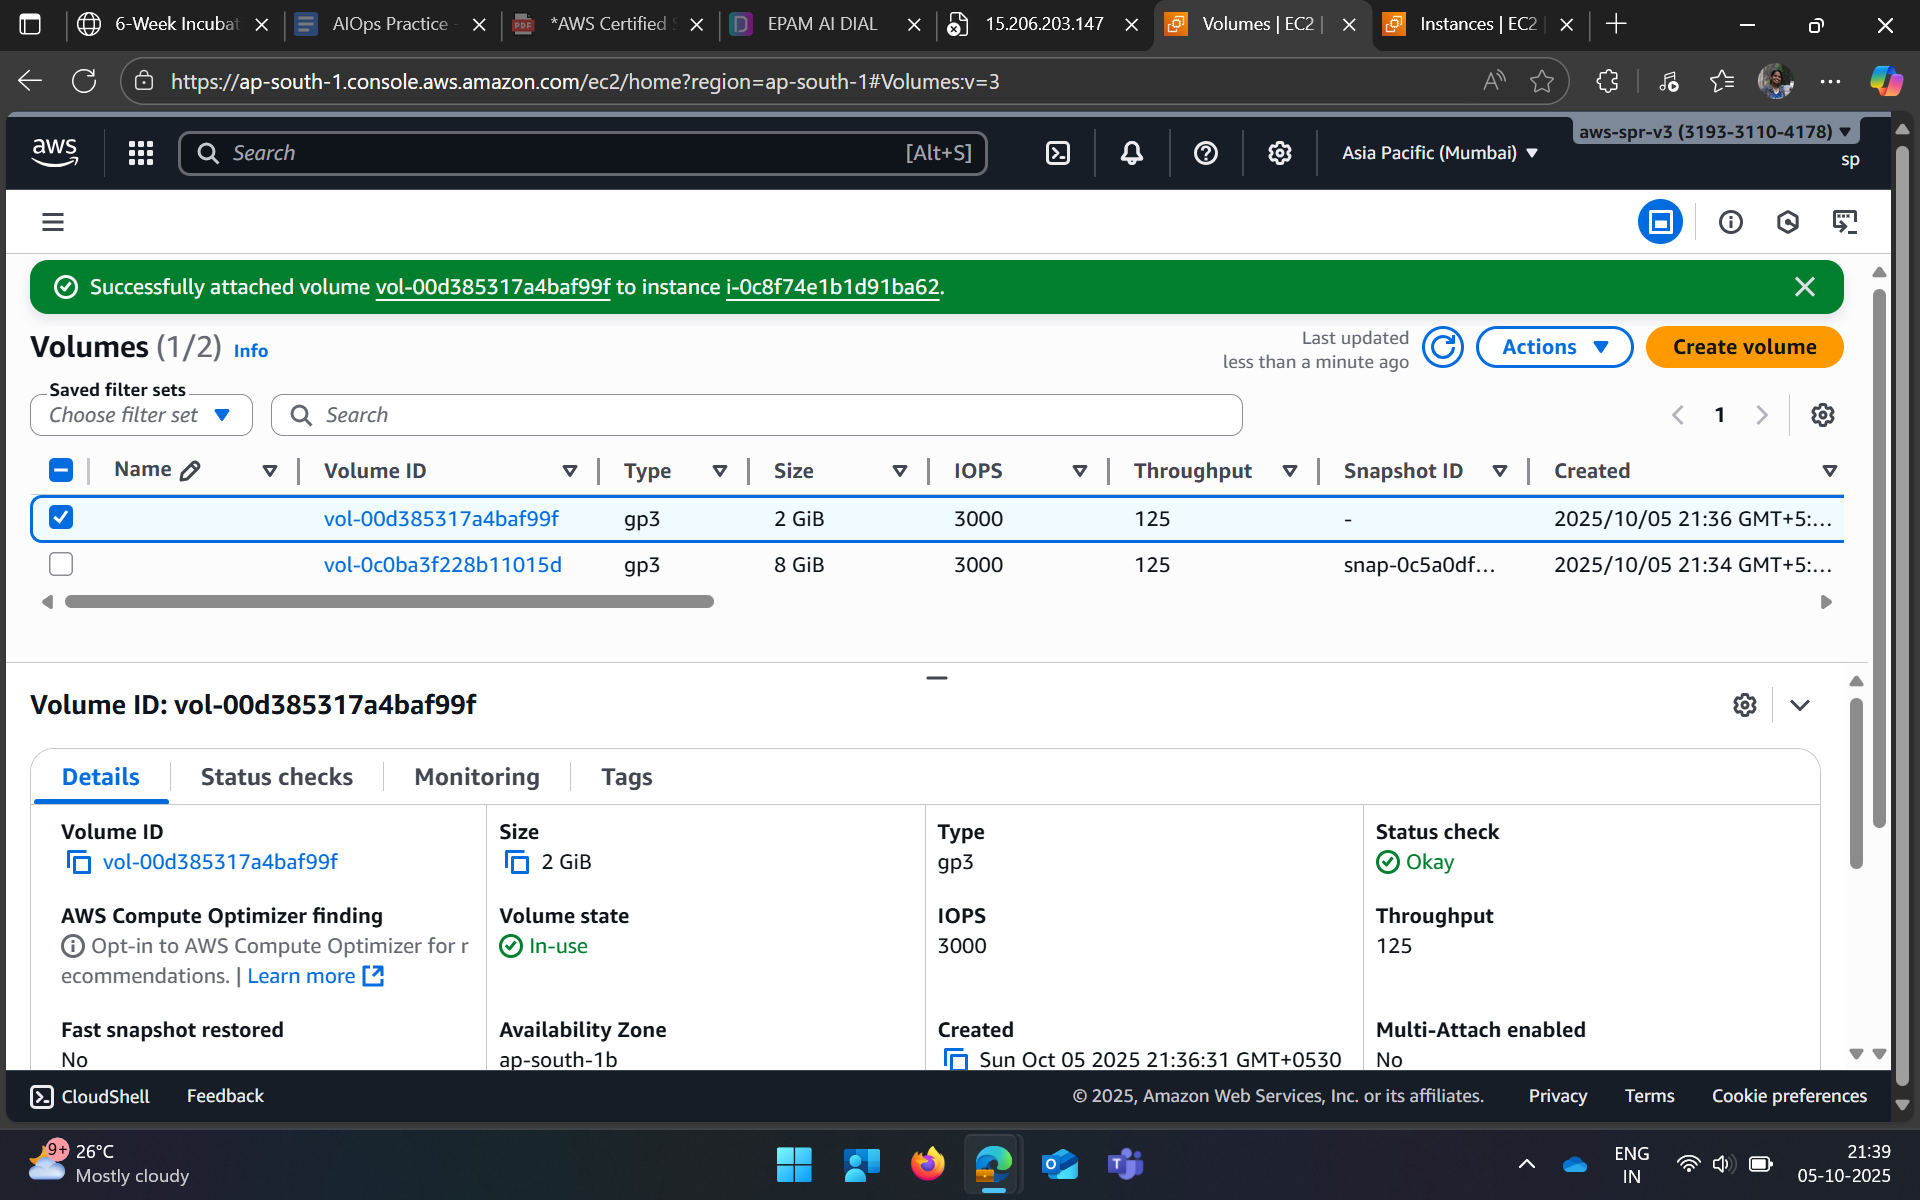 6-Week Incubat
AIOps Practice -
*AWS Certified S
EPAM AI DIAL
15.206.203.147
Volumes | EC2 |
Instances | EC2 |
https://ap-south-1.console.aws.amazon.com/ec2/home?region=ap-south-1#Volumes:v=3
aws
Search
[Alt+S]
Asia Pacific (Mumbai)
aws-spr-v3 (3193-3110-4178)
sp
Successfully attached volume vol-00d385317a4baf99f to instance i-0c8f74e1b1d91ba62.
Volumes (1/2) Info
Last updated
less than a minute ago
Actions
Create volume
Saved filter sets
Choose filter set
Search
1
Name Volume ID Type Size IOPS Throughput Snapshot ID Created
vol-00d385317a4baf99f gp3 2 GiB 3000 125 - 2025/10/05 21:36 GMT+5:...
vol-0c0ba3f228b11015d gp3 8 GiB 3000 125 snap-0c5a0df... 2025/10/05 21:34 GMT+5:...
Volume ID: vol-00d385317a4baf99f
Details Status checks Monitoring Tags
Volume ID
vol-00d385317a4baf99f
Size
2 GiB
Type
gp3
Status check
Okay
AWS Compute Optimizer finding
Opt-in to AWS Compute Optimizer for r
ecommendations. | Learn more
Volume state
In-use
IOPS
3000
Throughput
125
Fast snapshot restored
No
Availability Zone
ap-south-1b
Created
Sun Oct 05 2025 21:36:31 GMT+0530
Multi-Attach enabled
No
CloudShell
Feedback
© 2025, Amazon Web Services, Inc. or its affiliates.
Privacy
Terms
Cookie preferences
9+
26°C
Mostly cloudy
ENG
IN
21:39
05-10-2025